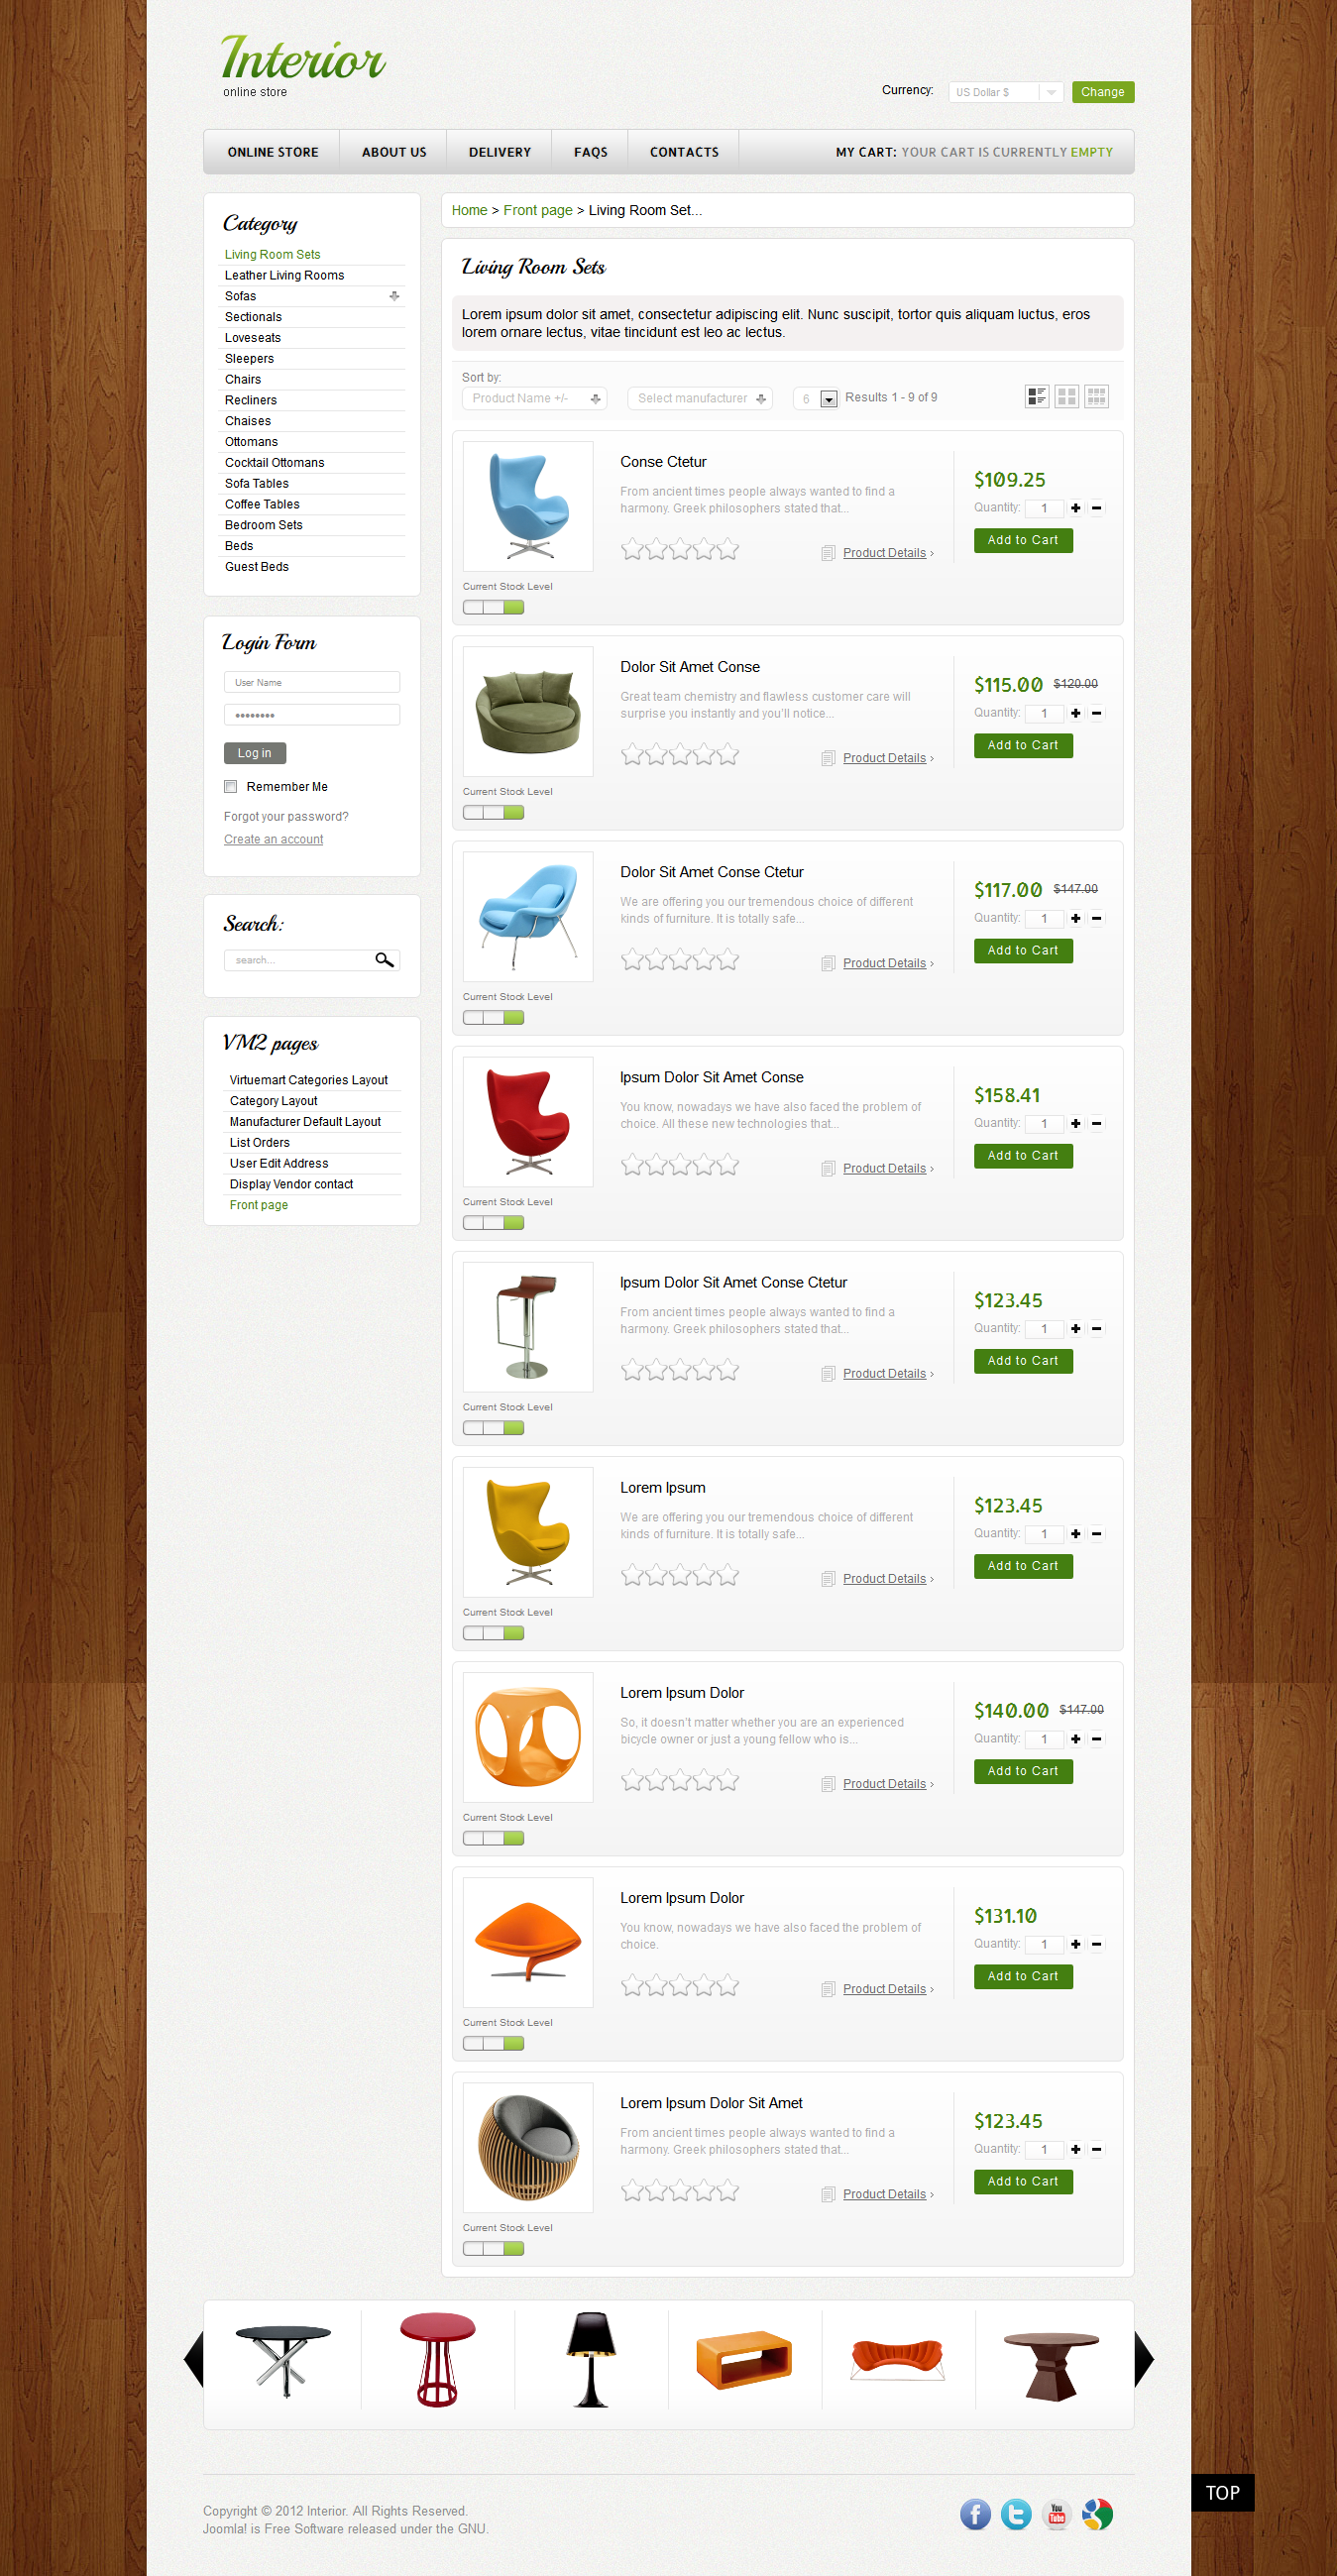 Interior
online store
Currency: US Dollar $ Change
ONLINE STORE ABOUT US DELIVERY FAQS CONTACTS MY CART: YOUR CART IS CURRENTLY EMPTY
Category
Living Room Sets
Leather Living Rooms
Sofas
Sectionals
Loveseats
Sleepers
Chairs
Recliners
Chaises
Ottomans
Cocktail Ottomans
Sofa Tables
Coffee Tables
Bedroom Sets
Beds
Guest Beds
Login Form
User Name
••••••••
Log in
Remember Me
Forgot your password?
Create an account
Search:
search...
VM2 pages
Virtuemart Categories Layout
Category Layout
Manufacturer Default Layout
List Orders
User Edit Address
Display Vendor contact
Front page
Home > Front page > Living Room Set...
Living Room Sets
Lorem ipsum dolor sit amet, consectetur adipiscing elit. Nunc suscipit, tortor quis aliquam luctus, eros
lorem ornare lectus, vitae tincidunt est leo ac lectus.
Sort by:
Product Name +/- Select manufacturer 6 Results 1 - 9 of 9
Conse Ctetur
From ancient times people always wanted to find a
harmony. Greek philosophers stated that...
Product Details ›
Current Stock Level
$109.25
Quantity: 1
Add to Cart
Dolor Sit Amet Conse
Great team chemistry and flawless customer care will
surprise you instantly and you'll notice...
Product Details ›
Current Stock Level
$115.00 $120.00
Quantity: 1
Add to Cart
Dolor Sit Amet Conse Ctetur
We are offering you our tremendous choice of different
kinds of furniture. It is totally safe...
Product Details ›
Current Stock Level
$117.00 $147.00
Quantity: 1
Add to Cart
Ipsum Dolor Sit Amet Conse
You know, nowadays we have also faced the problem of
choice. All these new technologies that...
Product Details ›
Current Stock Level
$158.41
Quantity: 1
Add to Cart
Ipsum Dolor Sit Amet Conse Ctetur
From ancient times people always wanted to find a
harmony. Greek philosophers stated that...
Product Details ›
Current Stock Level
$123.45
Quantity: 1
Add to Cart
Lorem Ipsum
We are offering you our tremendous choice of different
kinds of furniture. It is totally safe...
Product Details ›
Current Stock Level
$123.45
Quantity: 1
Add to Cart
Lorem Ipsum Dolor
So, it doesn't matter whether you are an experienced
bicycle owner or just a young fellow who is...
Product Details ›
Current Stock Level
$140.00 $147.00
Quantity: 1
Add to Cart
Lorem Ipsum Dolor
You know, nowadays we have also faced the problem of
choice.
Product Details ›
Current Stock Level
$131.10
Quantity: 1
Add to Cart
Lorem Ipsum Dolor Sit Amet
From ancient times people always wanted to find a
harmony. Greek philosophers stated that...
Product Details ›
Current Stock Level
$123.45
Quantity: 1
Add to Cart
TOP
Copyright © 2012 Interior. All Rights Reserved.
Joomla! is Free Software released under the GNU.
f t You Tube